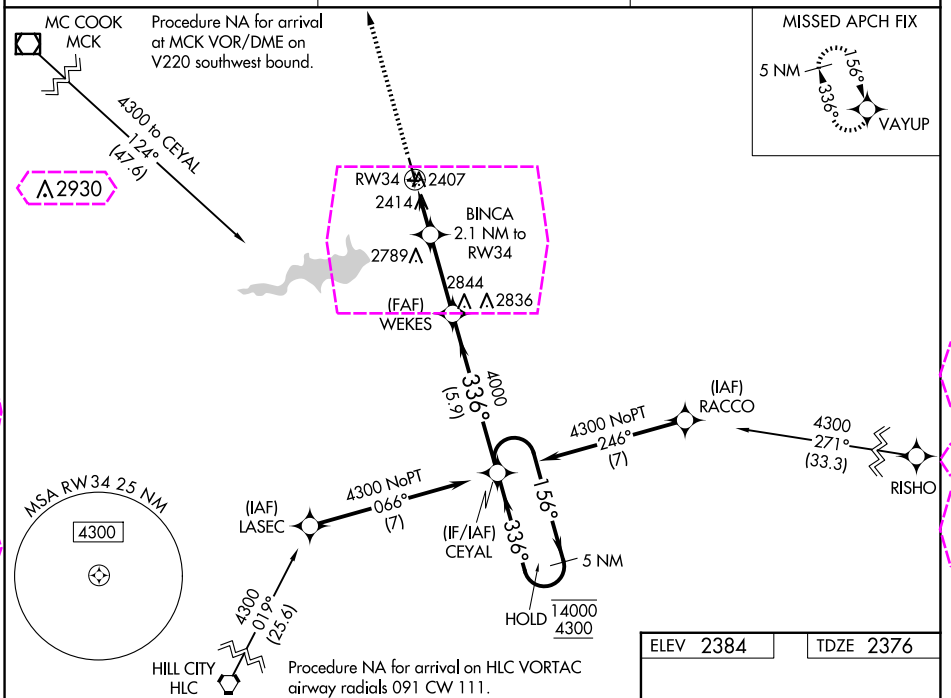 MC COOK
MCK
Procedure NA for arrival
at MCK VOR/DME on
V220 southwest bound.
MISSED APCH FIX
5 NM
156°
336°
VAYUP
4300 to CEYAL
124°
(47.6)
2930
RW34
2407
2414
BINCA
2.1 NM to
RW34
2789
2844
2836
(FAF)
WEKES
4000
336°
(5.9)
(IAF)
RACCO
4300 NoPT
246°
(7)
4300
271°
(33.3)
RISHO
MSA RW34 25 NM
4300
(IAF)
LASEC
4300 NoPT
066°
(7)
(IF/IAF)
CEYAL
156°
336°
5 NM
HOLD
14000
4300
4300
019°
(25.6)
HILL CITY
HLC
Procedure NA for arrival on HLC VORTAC
airway radials 091 CW 111.
ELEV 2384
TDZE 2376